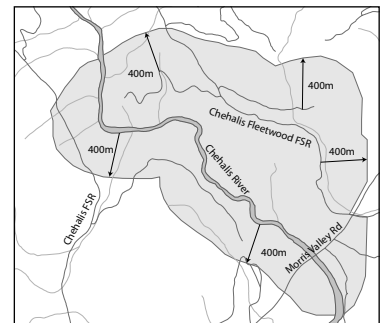 400m
400m
Chehalis Fleetwood FSR
400m
400m
Chehalis River
Chehalis FSR
400m
Morris Valley Rd